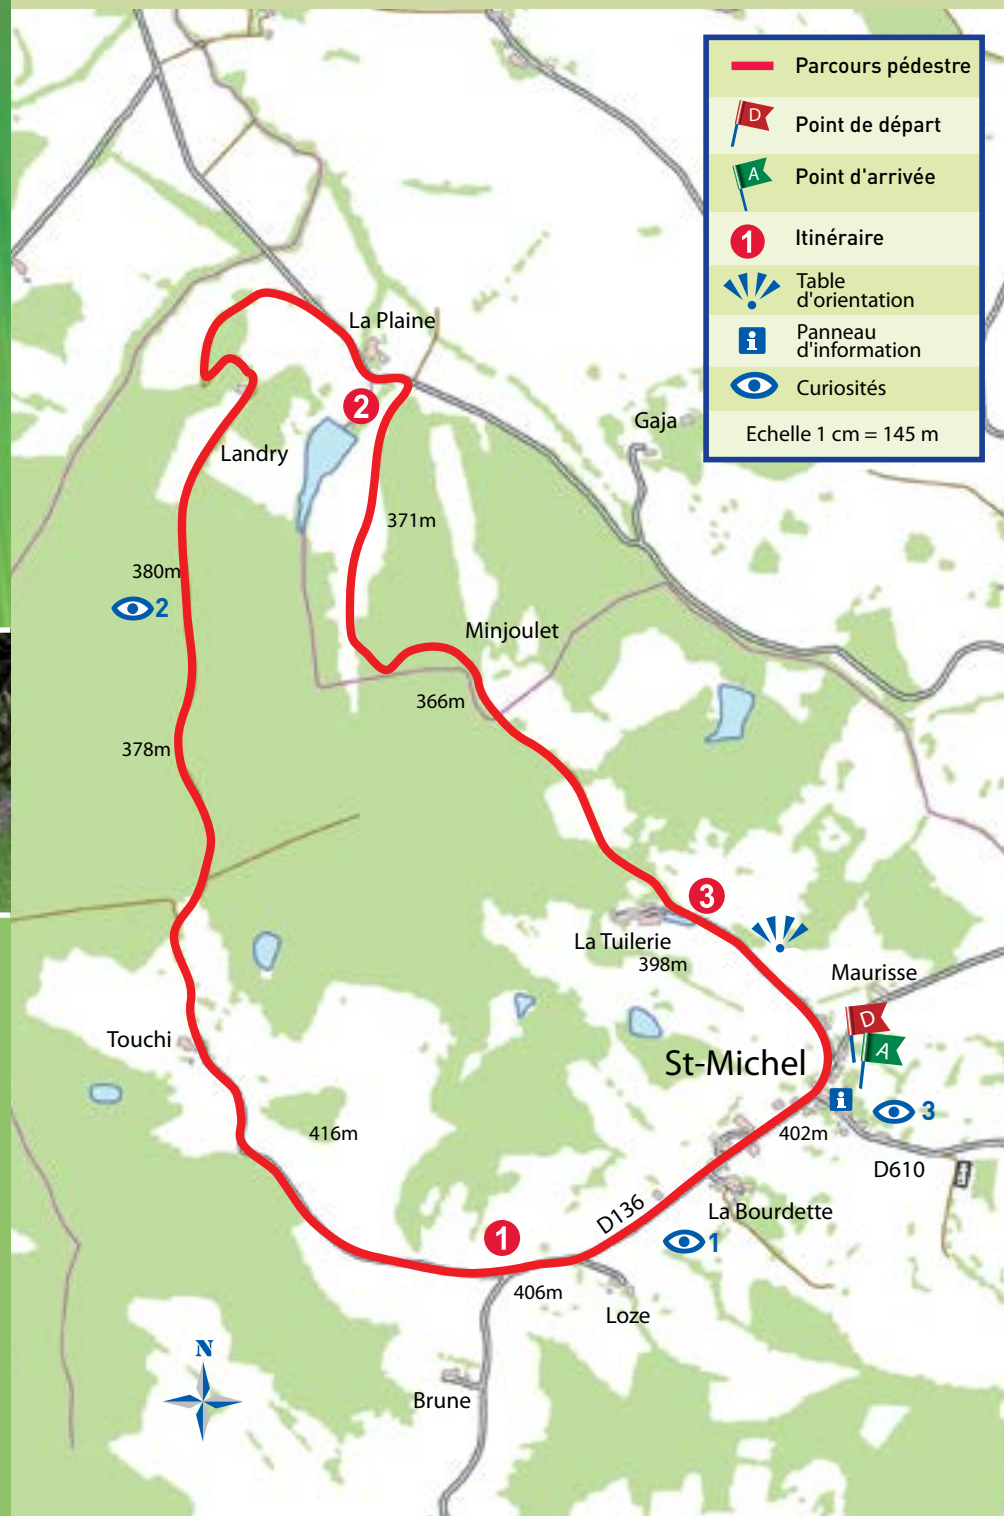 Parcours pédestre
D
Point de départ
A
Point d'arrivée
1
Itinéraire
Table
d'orientation
i
Panneau
d'information
Curiosités
Echelle 1 cm = 145 m
La Plaine
2
Gaja
Landry
371m
380m
2
Minjoulet
366m
378m
3
La Tuilerie
398m
Maurisse
D
A
Touchi
St-Michel
i
3
416m
402m
D610
D136
La Bourdette
1
1
406m
Loze
N
Brune